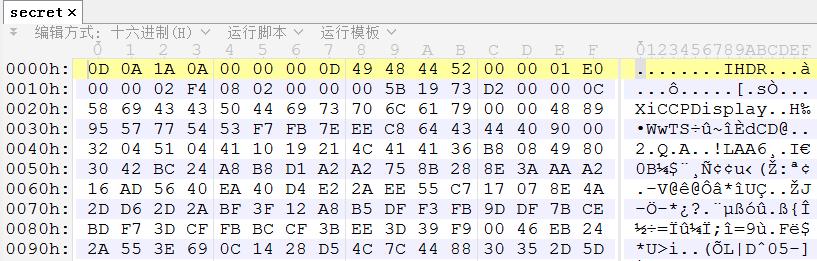 secret ×
编辑方式: 十六进制(H) 运行脚本 运行模板
0 1 2 3 4 5 6 7 8 9 A B C D E F 0123456789ABCDEF
0000h: 0D 0A 1A 0A 00 00 00 0D 49 48 44 52 00 00 01 E0 ........IHDR...à
0010h: 00 00 02 F4 08 02 00 00 00 5B 19 73 D2 00 00 0C ...ô.....[.sÒ...
0020h: 58 69 43 43 50 44 69 73 70 6C 61 79 00 00 48 89 XiCCPDisplay..H‰
0030h: 95 57 77 54 53 F7 FB 7E EE C8 64 43 44 40 90 00 •WwTS÷û~îÈdCD@..
0040h: 32 04 51 04 41 10 19 21 4C 41 41 36 B8 08 49 80 2.Q.A..!LAA6¸.I€
0050h: 30 42 BC 24 A8 B8 D1 A2 A2 75 8B 28 8E 3A AA A2 0B¼$¨¸Ñ¢¢u‹(Ž:ª¢
0060h: 16 AD 56 40 EA 40 D4 E2 2A EE 55 C7 17 07 8E 4A .-V@ê@Ôâ*îUÇ..ŽJ
0070h: 2D D6 2D 2A BF 3F 12 A8 B5 DF F3 FB 9D DF 7B CE -Ö-*¿?.¨µßóû.ß{Î
0080h: BD F7 3D CF FB BC CF 3B EE 3D 39 F9 00 46 EB 24 ½÷=Ïû¼Ï;î=9ù.Fë$
0090h: 2A 55 3E 69 0C 14 28 D5 4C 7C 44 88 30 35 2D 5D *U>i..(ÕL|Dˆ05-]